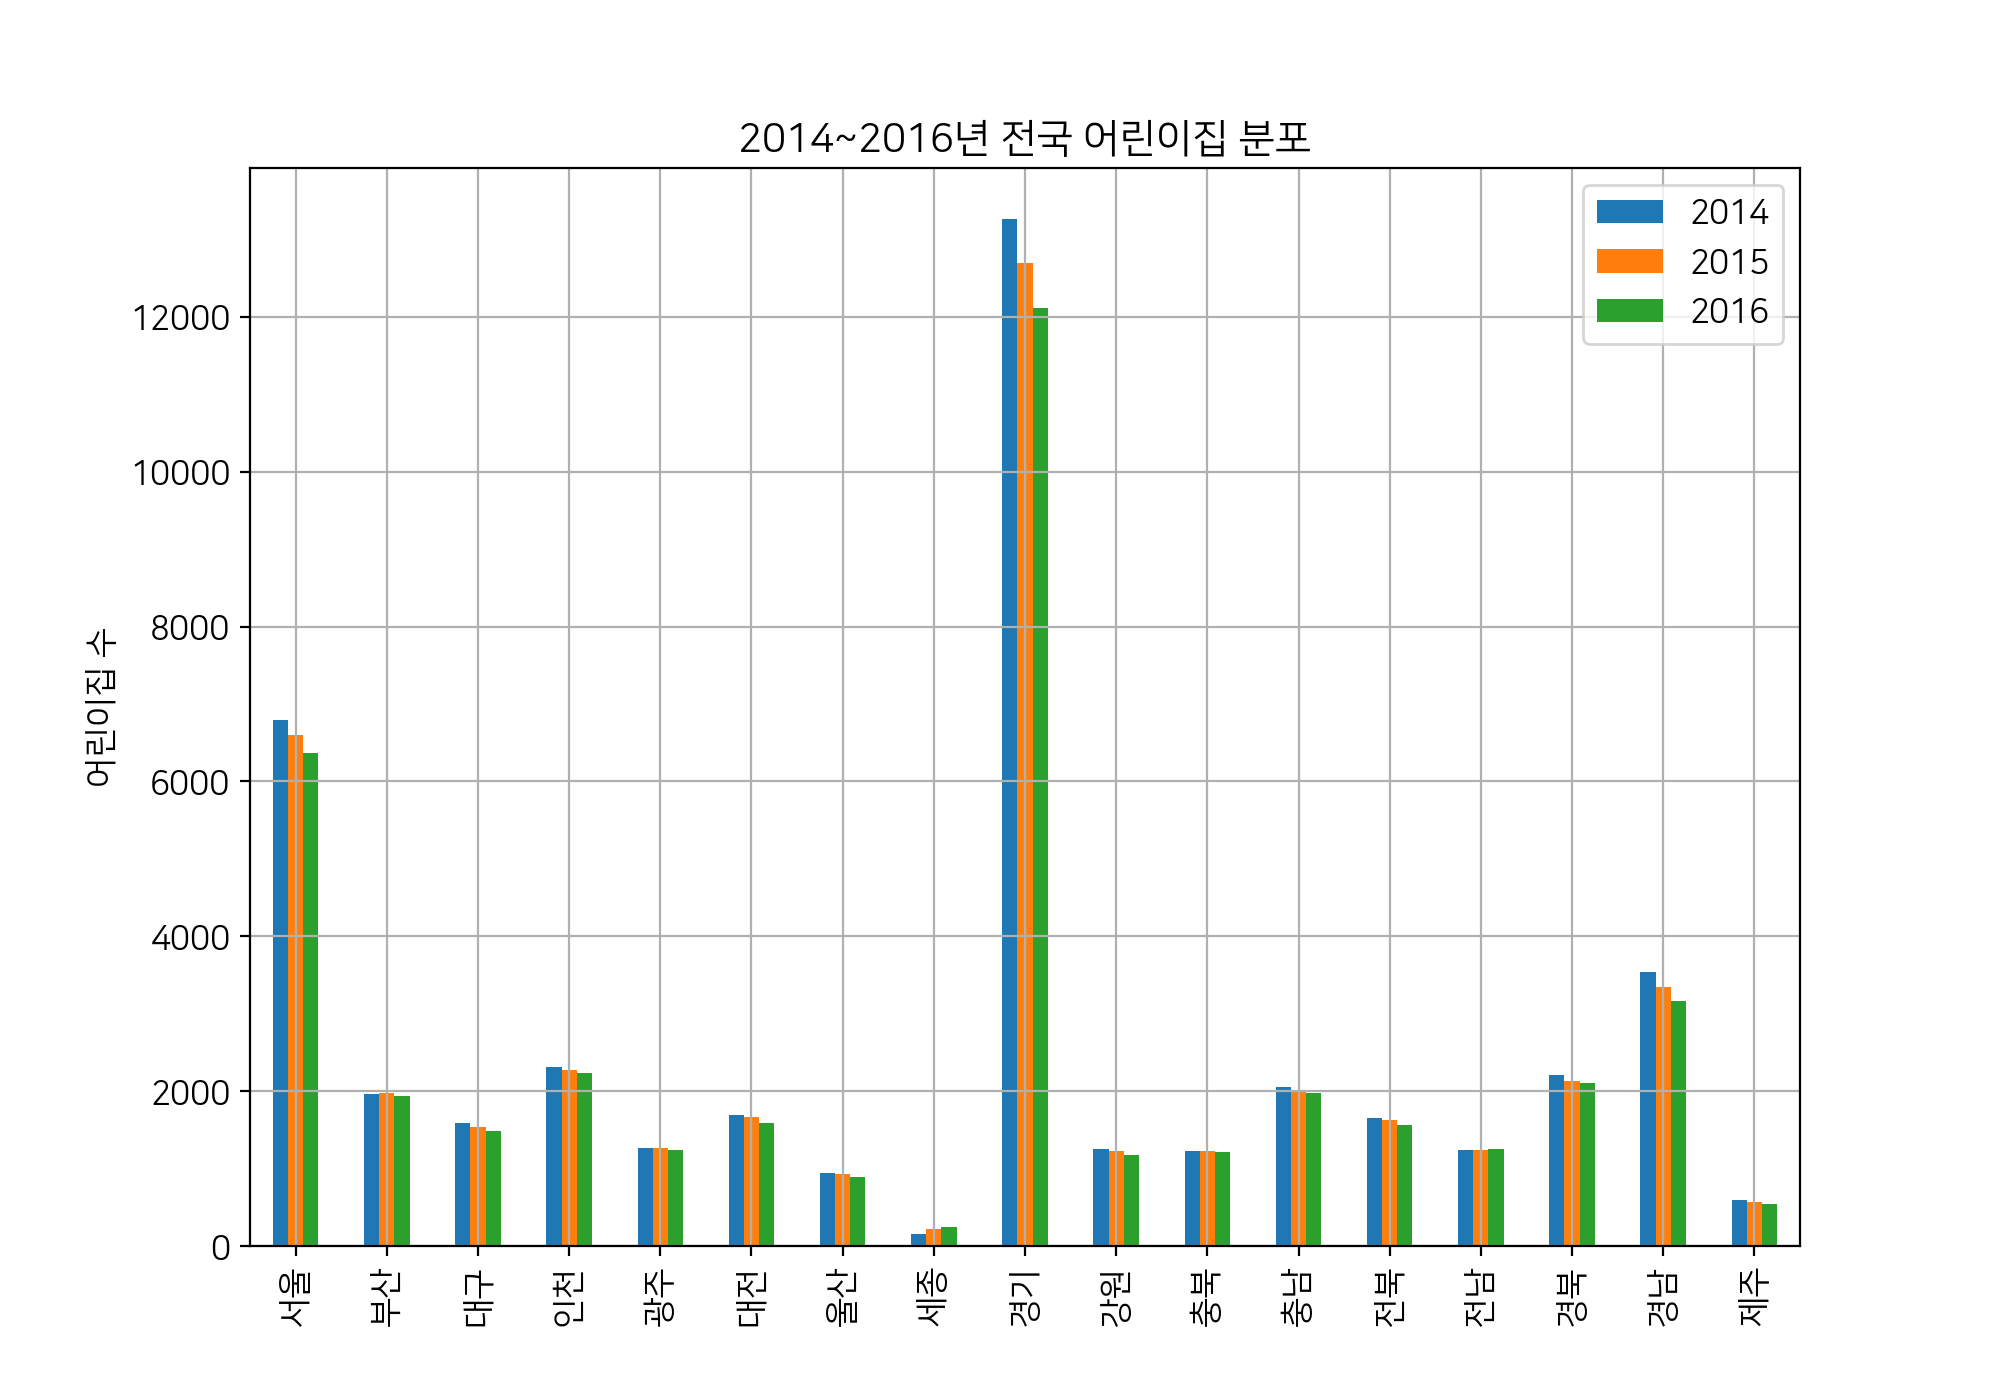 2014~2016년 전국 어린이집 분포
2014
2015
2016
어린이집 수
12000
10000
8000
6000
4000
2000
0
서울
부산
대구
인천
광주
대전
울산
세종
경기
강원
충북
충남
전북
전남
경북
경남
제주